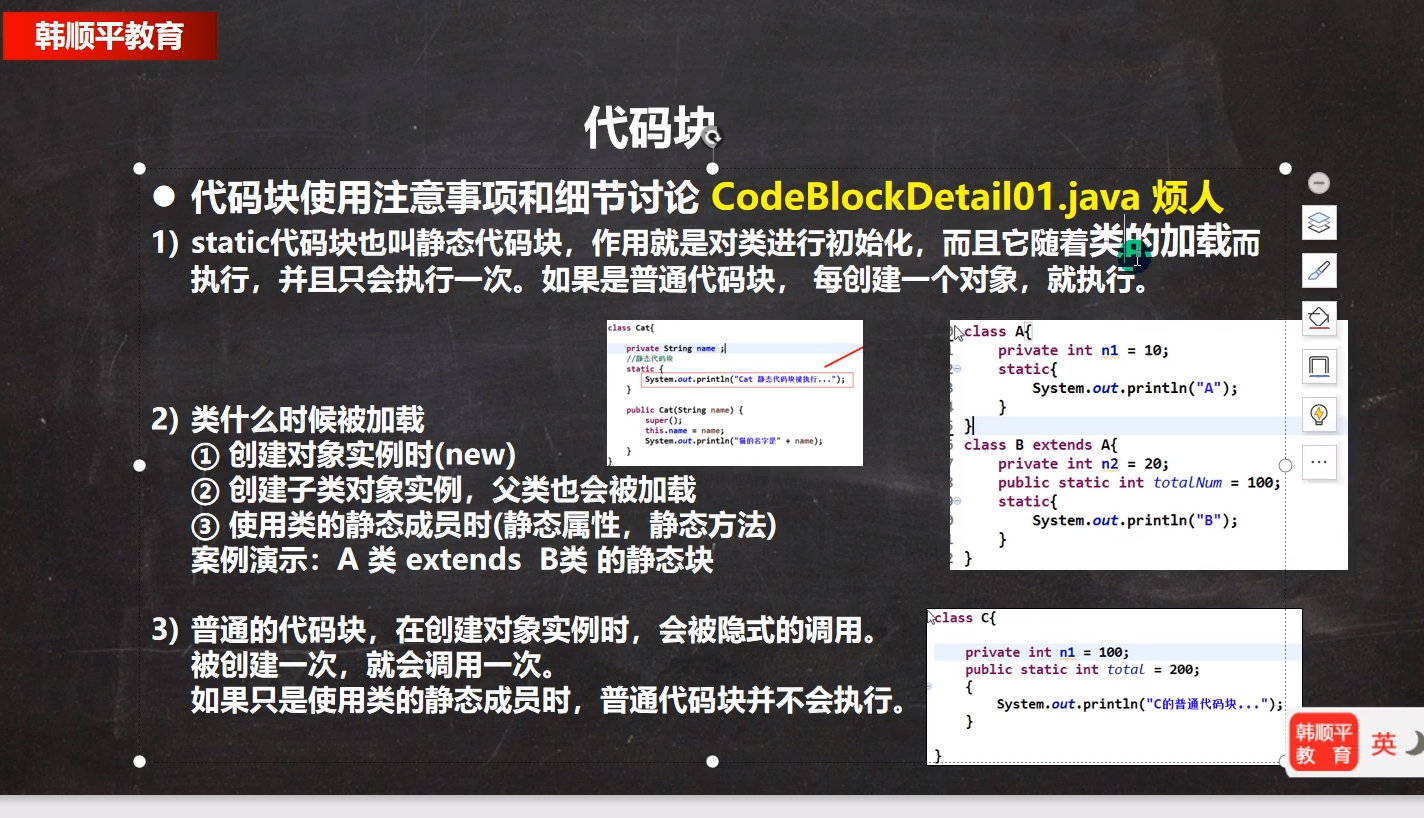 韩顺平教育
代码块
● 代码块使用注意事项和细节讨论 CodeBlockDetail01.java 烦人
1) static代码块也叫静态代码块，作用就是对类进行初始化，而且它随着类的加载而
执行，并且只会执行一次。如果是普通代码块， 每创建一个对象，就执行。
class Cat{
private String name ;
//静态代码块
static {
System.out.println("Cat 静态代码块被执行...");
}
public Cat(String name) {
super();
this.name = name;
System.out.println("猫的名字是" + name);
}
}
class A{
private int n1 = 10;
static{
System.out.println("A");
}
}
class B extends A{
private int n2 = 20;
public static int totalNum = 100;
static{
System.out.println("B");
}
}
2) 类什么时候被加载
① 创建对象实例时(new)
② 创建子类对象实例，父类也会被加载
③ 使用类的静态成员时(静态属性，静态方法)
案例演示：A 类 extends B类 的静态块
3) 普通的代码块，在创建对象实例时，会被隐式的调用。
被创建一次，就会调用一次。
如果只是使用类的静态成员时，普通代码块并不会执行。
class C{
private int n1 = 100;
public static int total = 200;
{
System.out.println("C的普通代码块...");
}
}
韩顺平
教 育
英